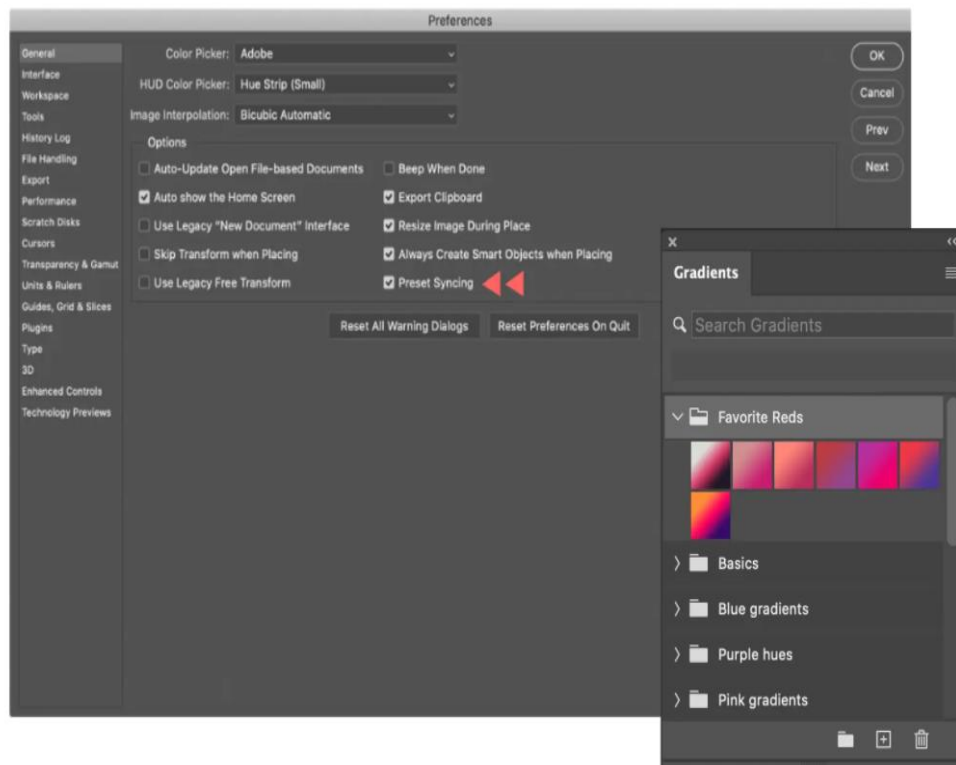 Preferences
General
Interface
Workspace
Tools
History Log
File Handling
Export
Performance
Scratch Disks
Cursors
Transparency & Gamut
Units & Rulers
Guides, Grid & Slices
Plugins
Type
3D
Enhanced Controls
Technology Previews
Color Picker: Adobe
HUD Color Picker: Hue Strip (Small)
Image Interpolation: Bicubic Automatic
Options
Auto-Update Open File-based Documents
Auto show the Home Screen
Use Legacy "New Document" Interface
Skip Transform when Placing
Use Legacy Free Transform
Beep When Done
Export Clipboard
Resize Image During Place
Always Create Smart Objects when Placing
Preset Syncing
Reset All Warning Dialogs
Reset Preferences On Quit
OK
Cancel
Prev
Next
Gradients
Search Gradients
Favorite Reds
Basics
Blue gradients
Purple hues
Pink gradients